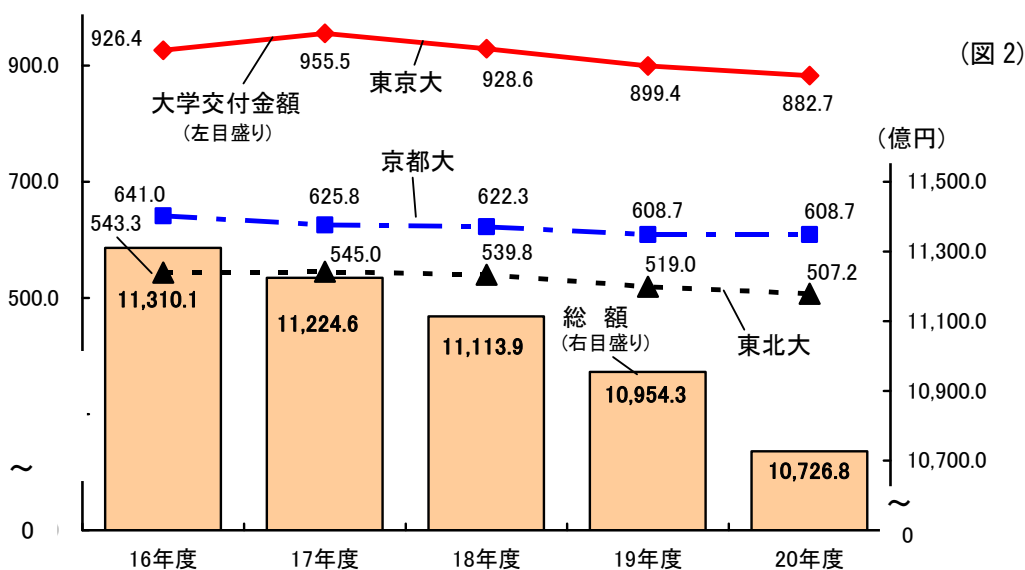 926.4
955.5
928.6
899.4
882.7
(図 2)
900.0
東京大
大学交付金額
(左目盛り)
(億円)
京都大
700.0
641.0
625.8
622.3
608.7
608.7
11,500.0
543.3
545.0
539.8
519.0
507.2
11,300.0
500.0
11,310.1
11,224.6
11,113.9
総 額
(右目盛り)
東北大
11,100.0
10,954.3
10,900.0
10,726.8
10,700.0
~
~
0
0
16年度
17年度
18年度
19年度
20年度